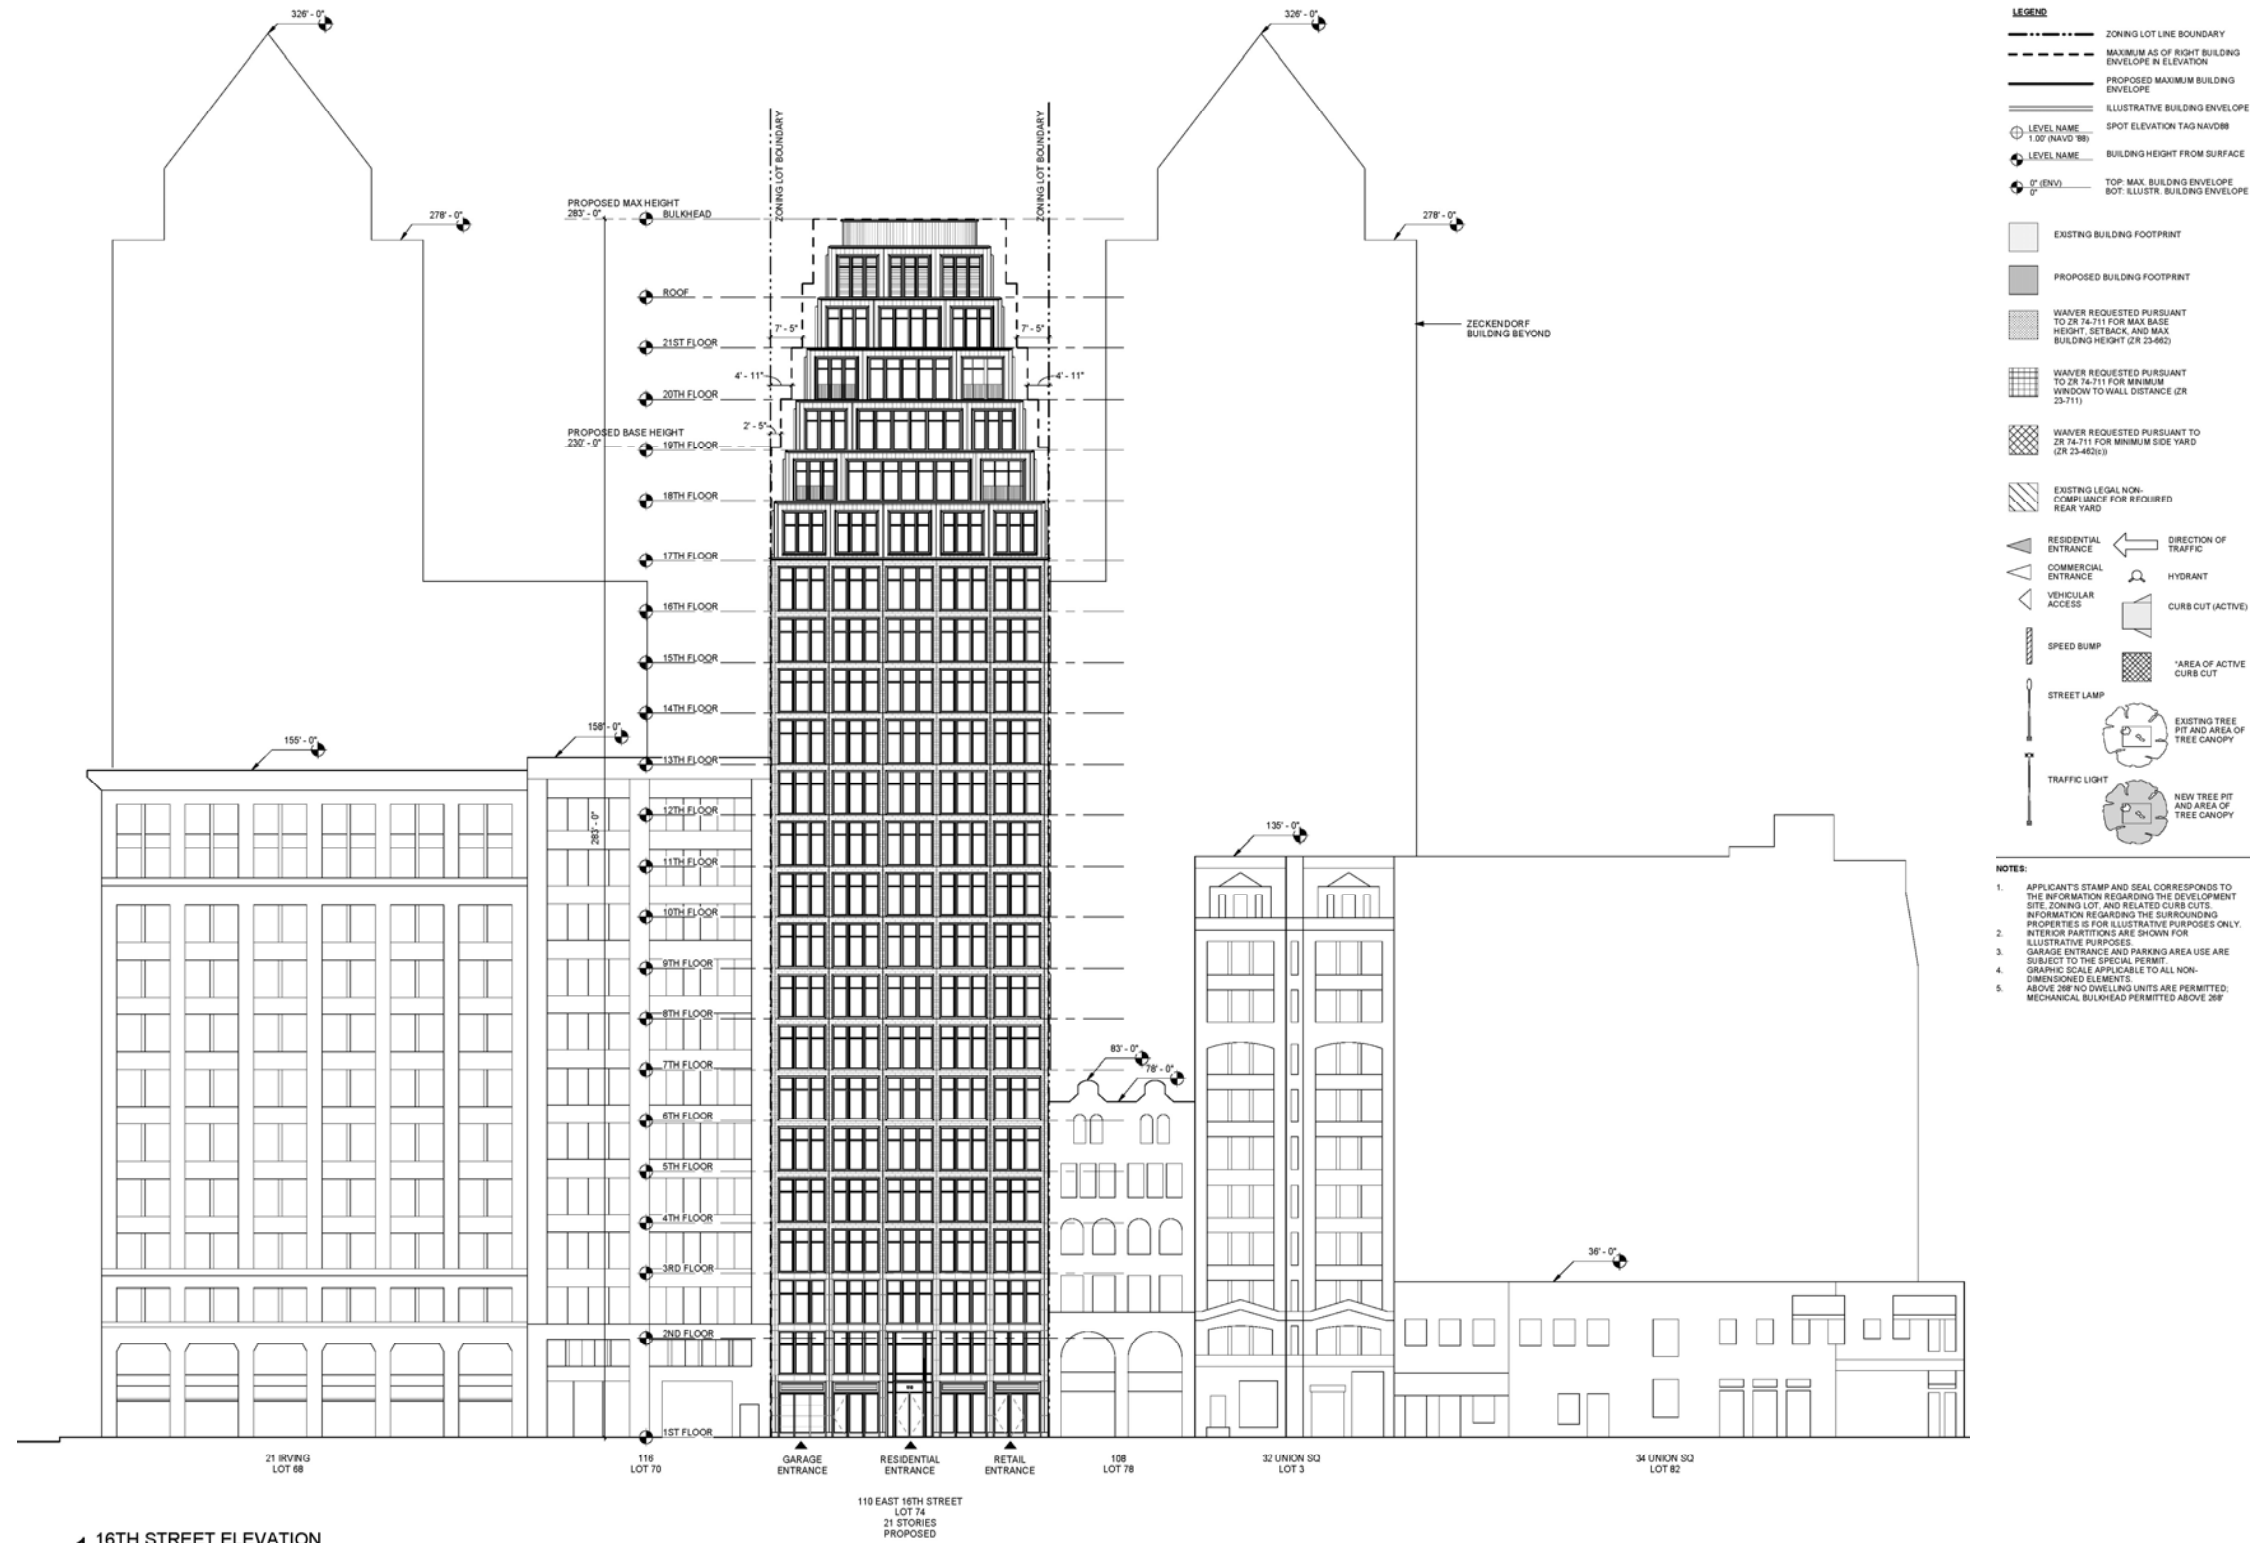 326' - 0"
326' - 0"
ZONING LOT BOUNDARY
ZONING LOT BOUNDARY
PROPOSED MAX HEIGHT
283' - 0"
BULKHEAD
278' - 0"
278' - 0"
ROOF
7' - 5"
7' - 5"
ZECKENDORF
BUILDING BEYOND
21ST FLOOR
4' - 11"
4' - 11"
20TH FLOOR
2' - 5"
PROPOSED BASE HEIGHT
230' - 0"
19TH FLOOR
18TH FLOOR
17TH FLOOR
16TH FLOOR
15TH FLOOR
14TH FLOOR
155' - 0"
158' - 0"
13TH FLOOR
12TH FLOOR
283' - 0"
135' - 0"
11TH FLOOR
10TH FLOOR
9TH FLOOR
8TH FLOOR
83' - 0"
78' - 0"
7TH FLOOR
6TH FLOOR
5TH FLOOR
4TH FLOOR
3RD FLOOR
36' - 0"
2ND FLOOR
1ST FLOOR
21 IRVING
LOT 68
116
LOT 70
GARAGE
ENTRANCE
RESIDENTIAL
ENTRANCE
RETAIL
ENTRANCE
108
LOT 78
32 UNION SQ
LOT 3
34 UNION SQ
LOT 82
110 EAST 16TH STREET
LOT 74
21 STORIES
PROPOSED
16TH STREET ELEVATION
LEGEND
ZONING LOT LINE BOUNDARY
MAXIMUM AS OF RIGHT BUILDING
ENVELOPE IN ELEVATION
PROPOSED MAXIMUM BUILDING
ENVELOPE
ILLUSTRATIVE BUILDING ENVELOPE
LEVEL NAME
1.00' (NAVD '88)
SPOT ELEVATION TAG NAVD88
LEVEL NAME
BUILDING HEIGHT FROM SURFACE
0" (ENV)
0"
TOP: MAX. BUILDING ENVELOPE
BOT: ILLUSTR. BUILDING ENVELOPE
EXISTING BUILDING FOOTPRINT
PROPOSED BUILDING FOOTPRINT
WAIVER REQUESTED PURSUANT
TO ZR 74-711 FOR MAX BASE
HEIGHT, SETBACK, AND MAX
BUILDING HEIGHT (ZR 23-662)
WAIVER REQUESTED PURSUANT
TO ZR 74-711 FOR MINIMUM
WINDOW TO WALL DISTANCE (ZR
23-711)
WAIVER REQUESTED PURSUANT TO
ZR 74-711 FOR MINIMUM SIDE YARD
(ZR 23-462(c))
EXISTING LEGAL NON-
COMPLIANCE FOR REQUIRED
REAR YARD
RESIDENTIAL
ENTRANCE
DIRECTION OF
TRAFFIC
COMMERCIAL
ENTRANCE
HYDRANT
VEHICULAR
ACCESS
CURB CUT (ACTIVE)
SPEED BUMP
*AREA OF ACTIVE
CURB CUT
STREET LAMP
EXISTING TREE
PIT AND AREA OF
TREE CANOPY
TRAFFIC LIGHT
NEW TREE PIT
AND AREA OF
TREE CANOPY
NOTES:
1. APPLICANT'S STAMP AND SEAL CORRESPONDS TO
THE INFORMATION REGARDING THE DEVELOPMENT
SITE, ZONING LOT, AND RELATED CURB CUTS.
INFORMATION REGARDING THE SURROUNDING
PROPERTIES IS FOR ILLUSTRATIVE PURPOSES ONLY.
2. INTERIOR PARTITIONS ARE SHOWN FOR
ILLUSTRATIVE PURPOSES.
3. GARAGE ENTRANCE AND PARKING AREA USE ARE
SUBJECT TO THE SPECIAL PERMIT.
4. GRAPHIC SCALE APPLICABLE TO ALL NON-
DIMENSIONED ELEMENTS.
5. ABOVE 268' NO DWELLING UNITS ARE PERMITTED;
MECHANICAL BULKHEAD PERMITTED ABOVE 268'